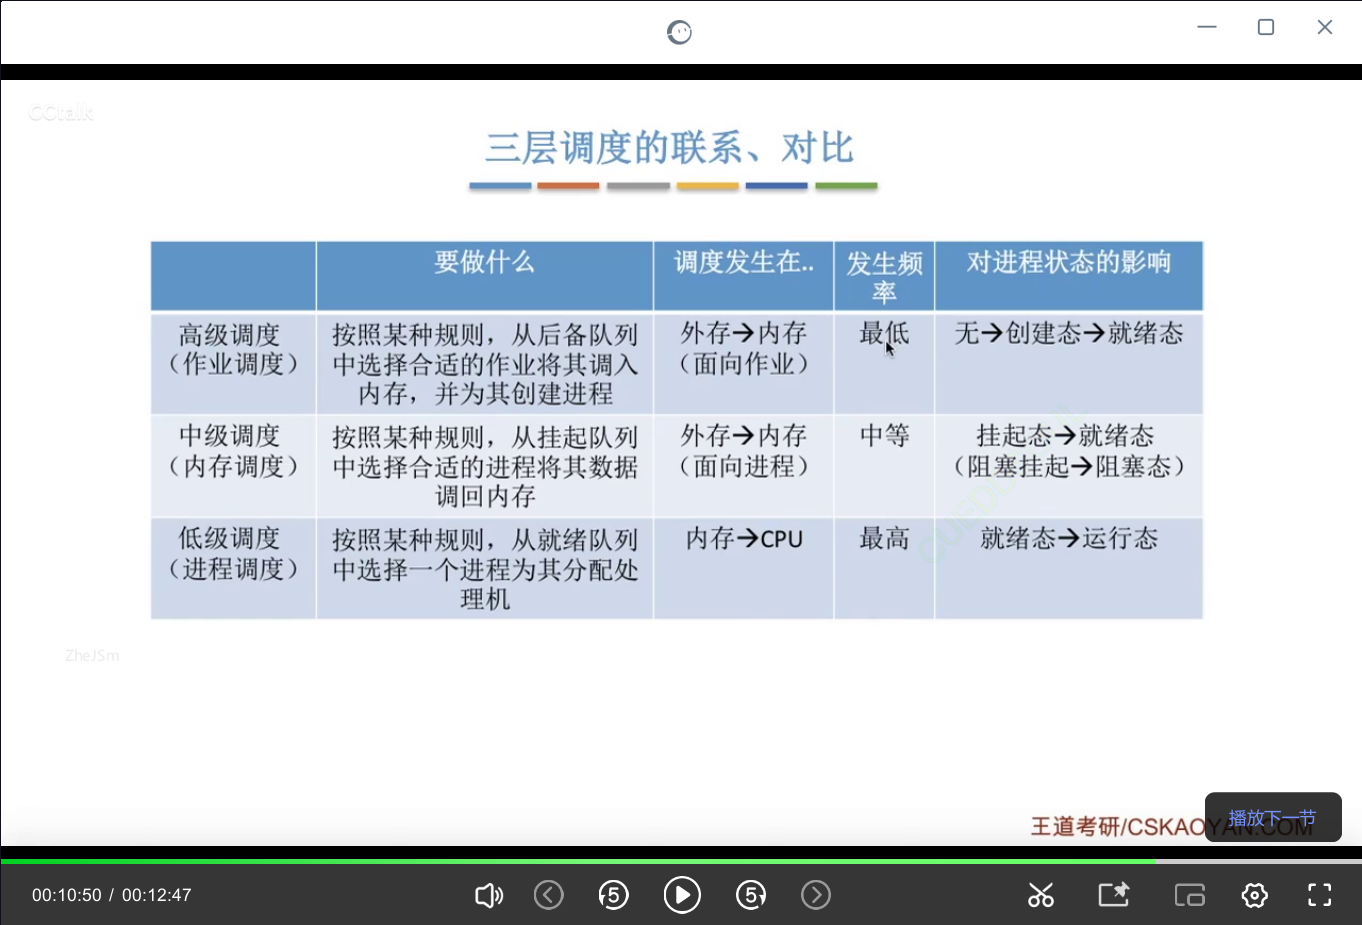 CCtalk
三层调度的联系、对比
要做什么
调度发生在..
发生频
率
对进程状态的影响
高级调度
（作业调度）
按照某种规则，从后备队列
中选择合适的作业将其调入
内存，并为其创建进程
外存→内存
（面向作业）
最低
无→创建态→就绪态
中级调度
（内存调度）
按照某种规则，从挂起队列
中选择合适的进程将其数据
调回内存
外存→内存
（面向进程）
中等
挂起态→就绪态
（阻塞挂起→阻塞态）
低级调度
（进程调度）
按照某种规则，从就绪队列
中选择一个进程为其分配处
理机
内存→CPU
最高
就绪态→运行态
ZheJSm
王道考研/CSKAOYAN.COM
播放下一节
00:10:50 / 00:12:47
5
5